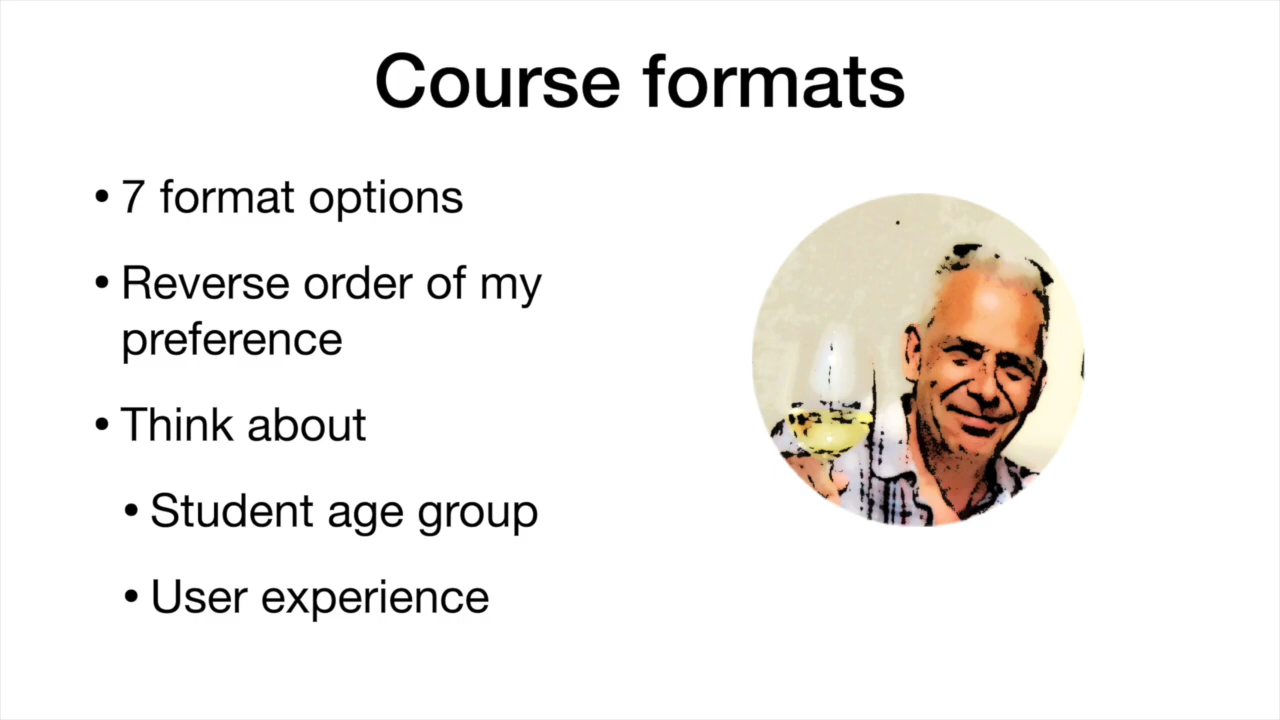 Course formats
• 7 format options
• Reverse order of my
preference
• Think about
• Student age group
• User experience